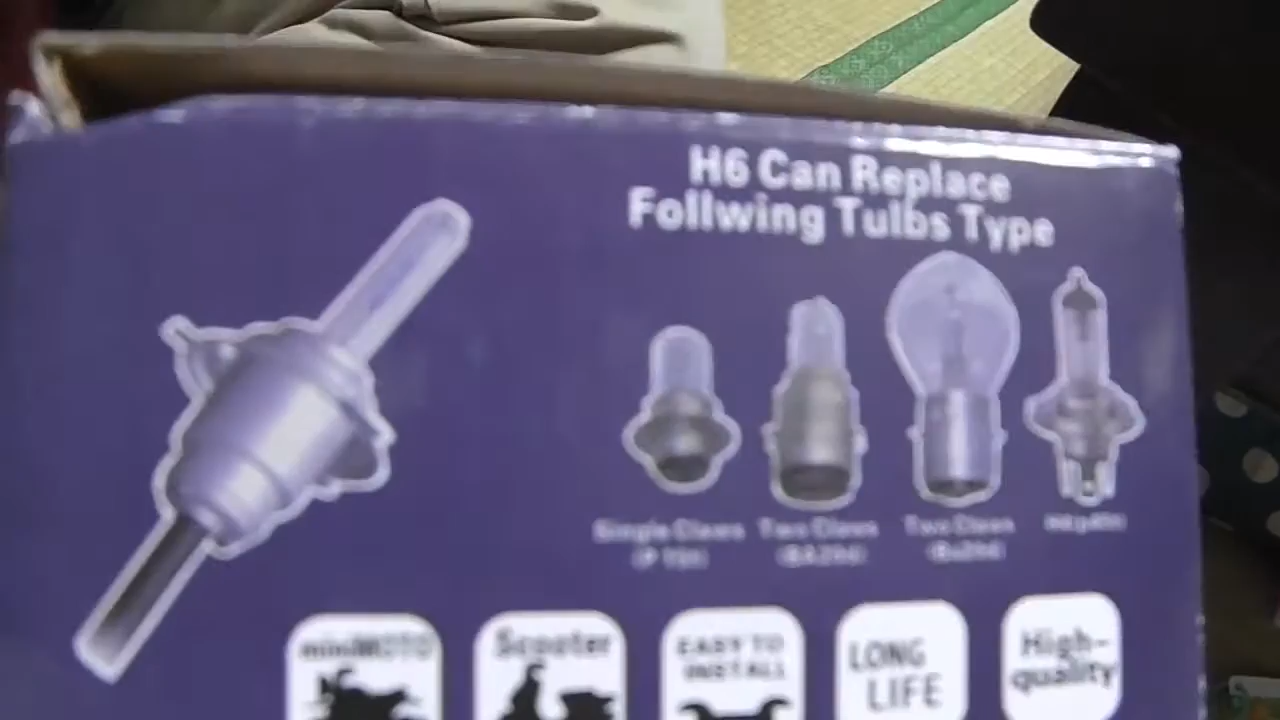 H6 Can Replace
Follwing Tulbs Type
Single Claws
Two Claws
Two Claws
miniMOTO
Scooter
EASY TO
INSTALL
LONG
LIFE
High-
quality